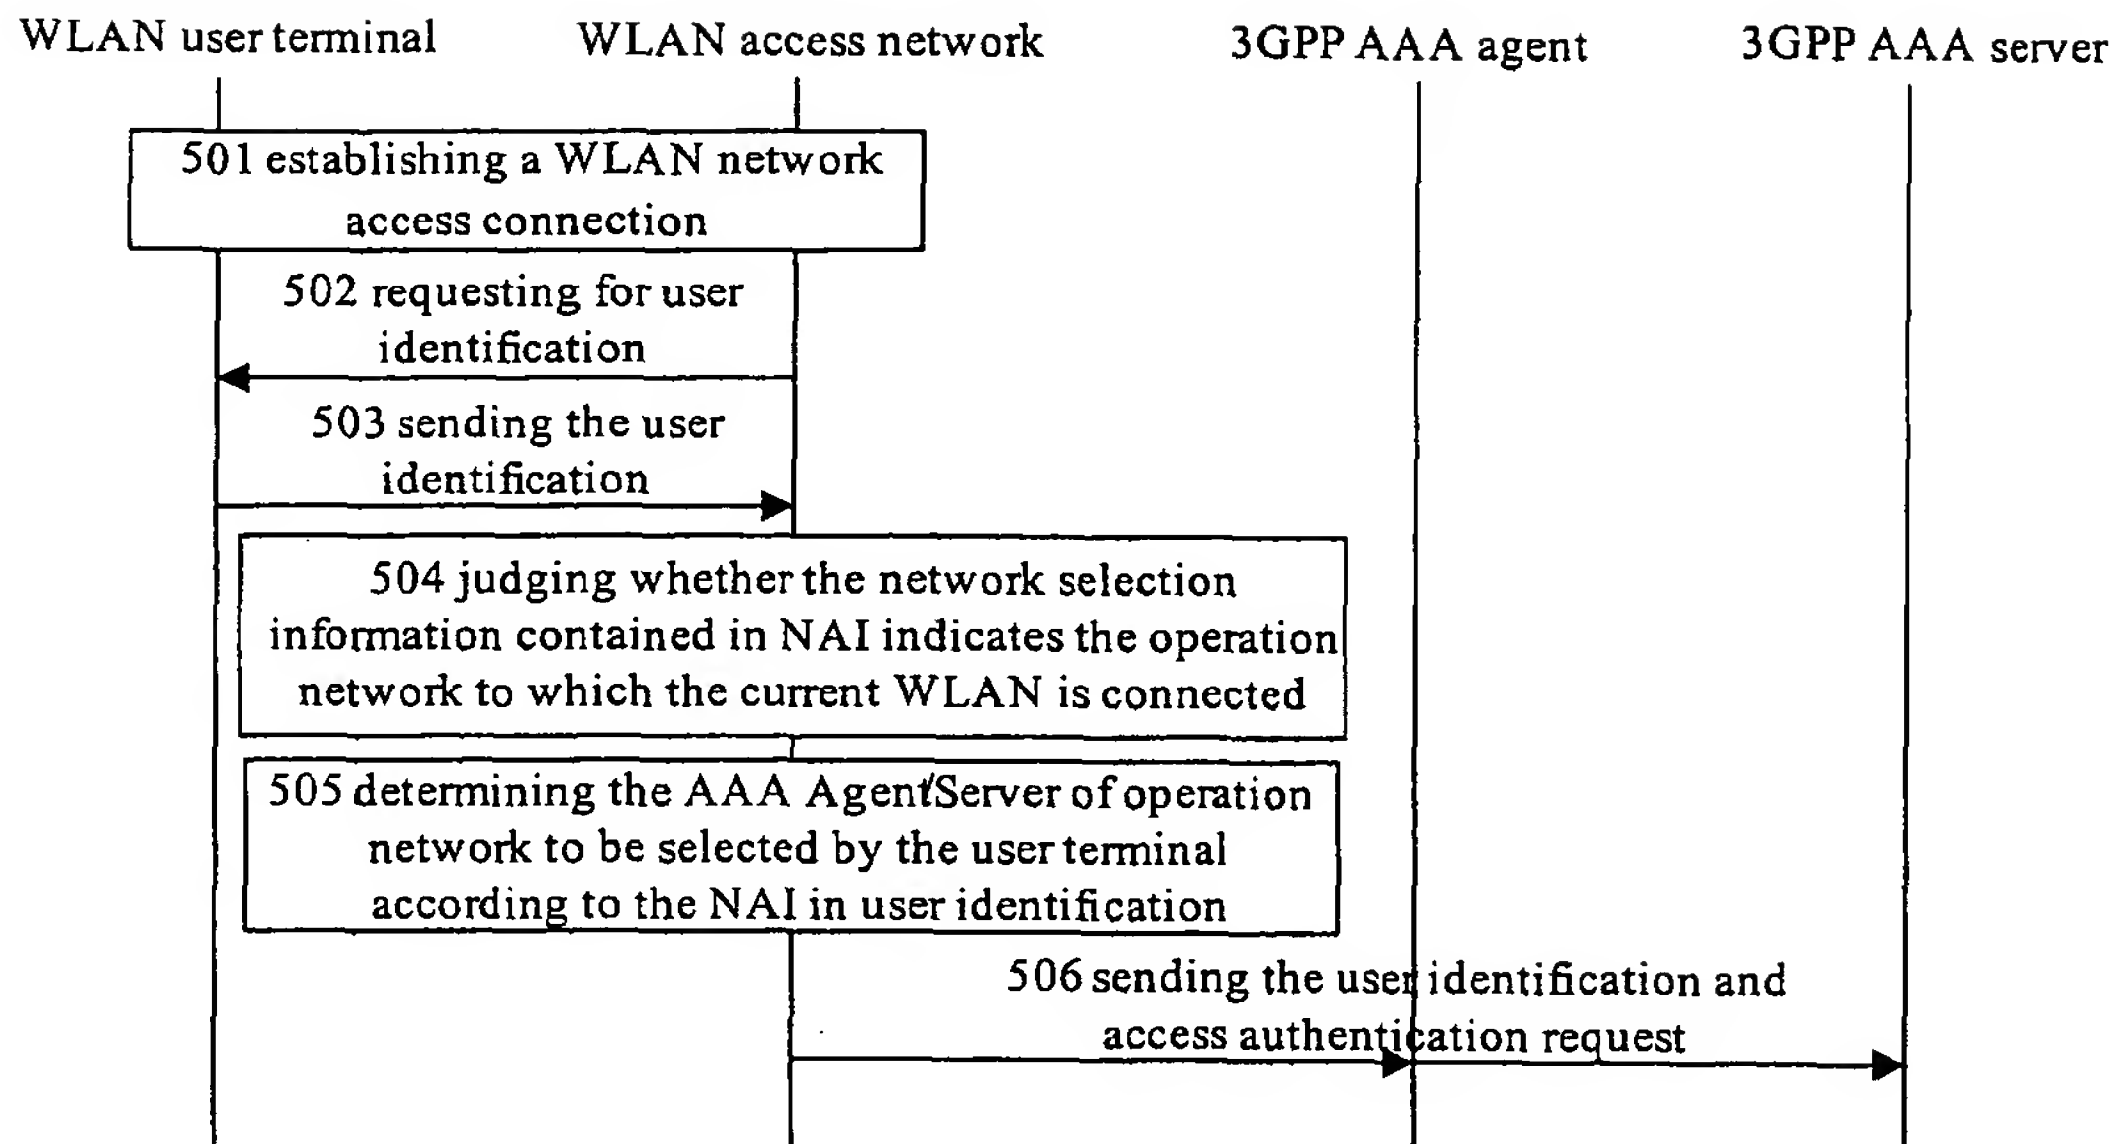 WLAN user terminal
WLAN access network
3GPP AAA agent
3GPP AAA server
501 establishing a WLAN network
access connection
502 requesting for user
identification
503 sending the user
identification
504 judging whether the network selection
information contained in NAI indicates the operation
network to which the current WLAN is connected
505 determining the AAA Agent/Server of operation
network to be selected by the user terminal
according to the NAI in user identification
506 sending the user identification and
access authentication request